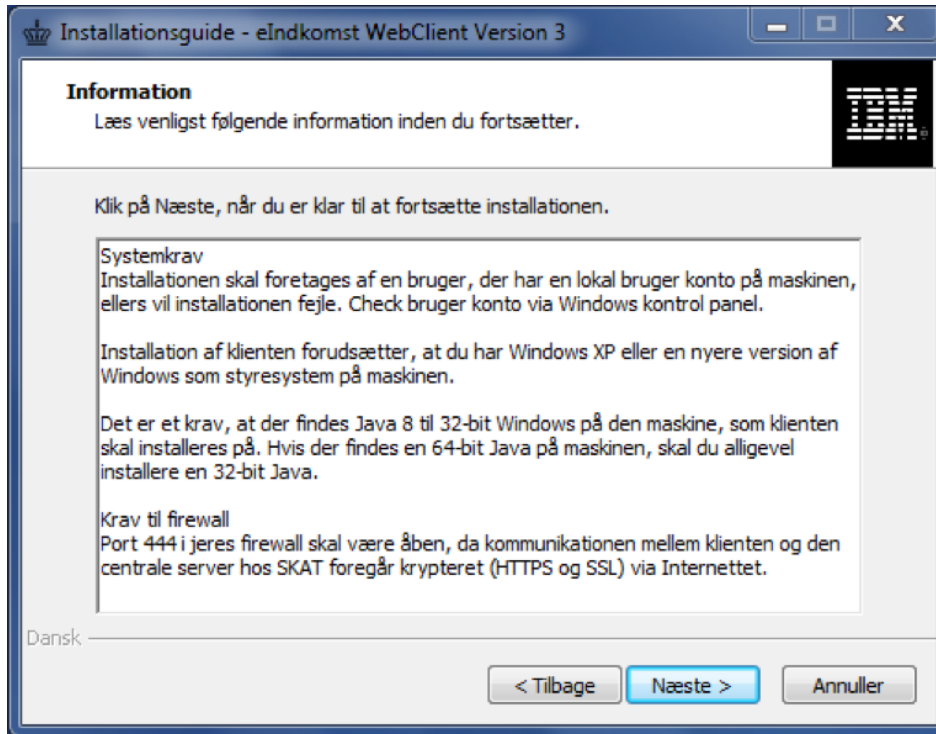 Installationsguide - eIndkomst WebClient Version 3
Information
Læs venligst følgende information inden du fortsætter.
IBM
Klik på Næste, når du er klar til at fortsætte installationen.
Systemkrav
Installationen skal foretages af en bruger, der har en lokal bruger konto på maskinen,
ellers vil installationen fejle. Check bruger konto via Windows kontrol panel.
Installation af klienten forudsætter, at du har Windows XP eller en nyere version af
Windows som styresystem på maskinen.
Det er et krav, at der findes Java 8 til 32-bit Windows på den maskine, som klienten
skal installeres på. Hvis der findes en 64-bit Java på maskinen, skal du alligevel
installere en 32-bit Java.
Krav til firewall
Port 444 i jeres firewall skal være åben, da kommunikationen mellem klienten og den
centrale server hos SKAT foregår krypteret (HTTPS og SSL) via Internettet.
Dansk
< Tilbage
Næste >
Annuller